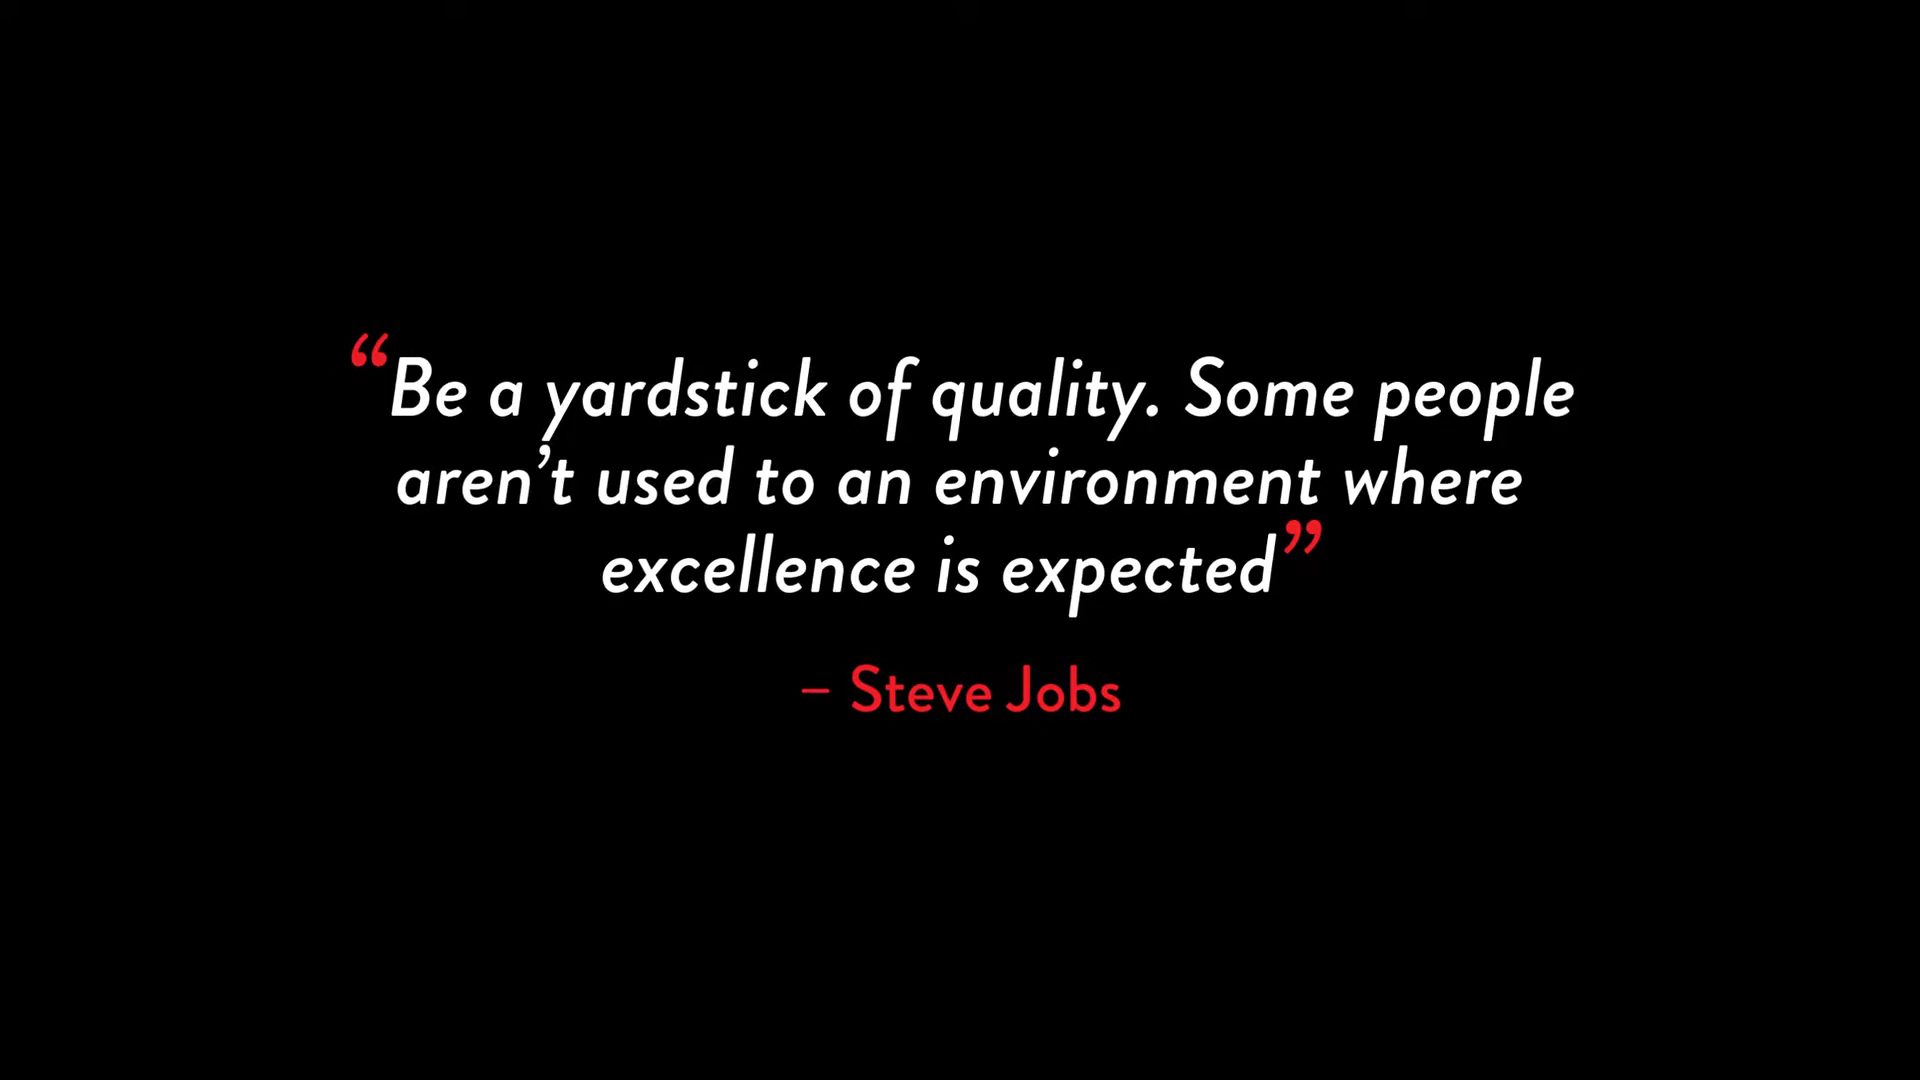 “Be a yardstick of quality. Some people
aren’t used to an environment where
excellence is expected”
– Steve Jobs